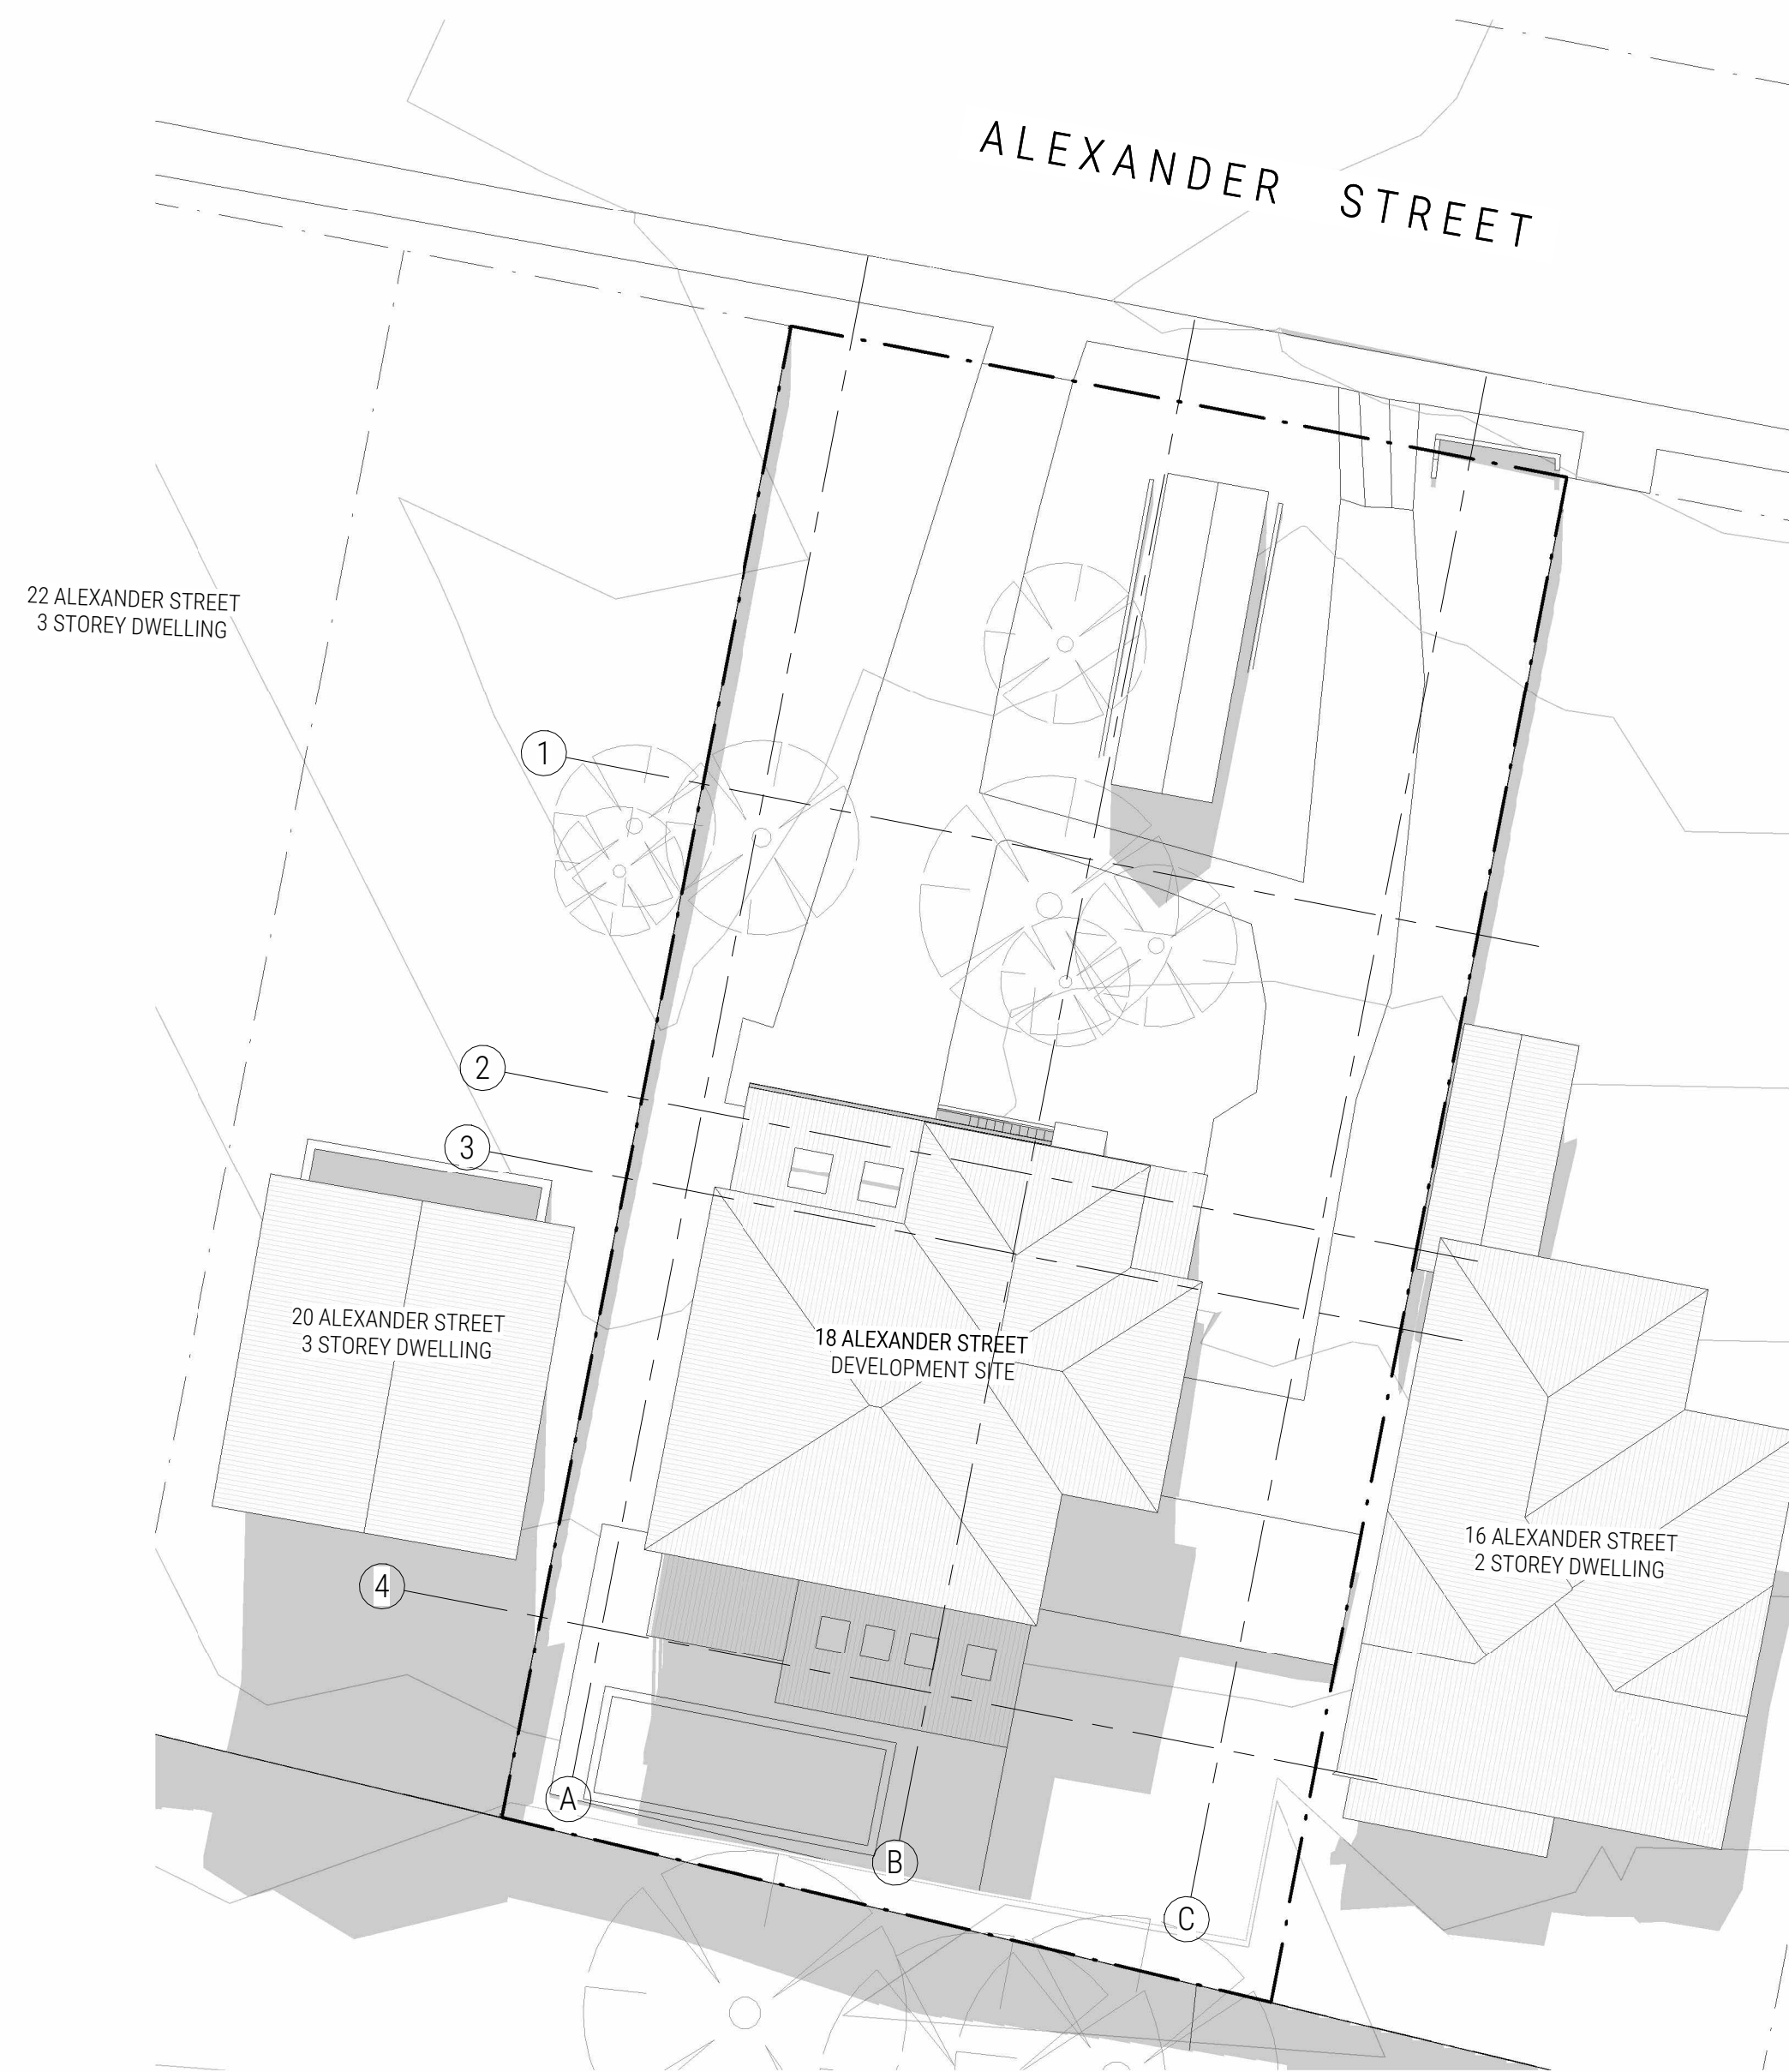 ALEXANDER STREET
22 ALEXANDER STREET
3 STOREY DWELLING
1
2
3
20 ALEXANDER STREET
3 STOREY DWELLING
18 ALEXANDER STREET
DEVELOPMENT SITE
16 ALEXANDER STREET
2 STOREY DWELLING
4
A
B
C